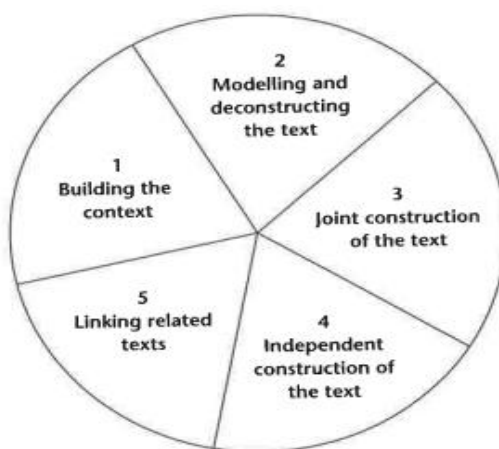 1
Building the
context
2
Modelling and
deconstructing
the text
3
Joint construction
of the text
4
Independent
construction of
the text
5
Linking related
texts